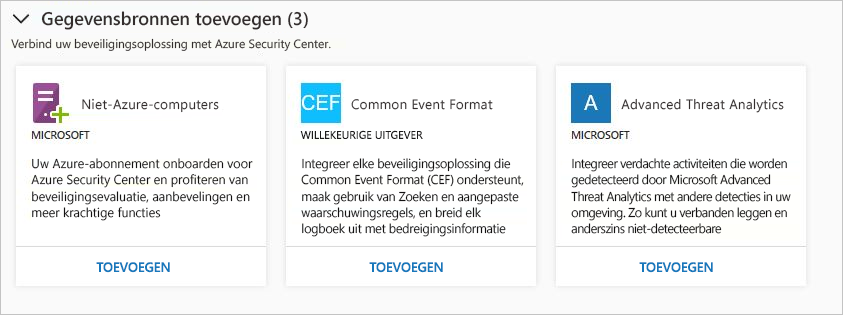 Gegevensbronnen toevoegen (3)
Verbind uw beveiligingsoplossing met Azure Security Center.
Niet-Azure-computers
MICROSOFT
Uw Azure-abonnement onboarden voor
Azure Security Center en profiteren van
beveiligingsevaluatie, aanbevelingen en
meer krachtige functies
TOEVOEGEN
CEF
Common Event Format
WILLEKEURIGE UITGEVER
Integreer elke beveiligingsoplossing die
Common Event Format (CEF) ondersteunt,
maak gebruik van Zoeken en aangepaste
waarschuwingsregels, en breid elk
logboek uit met bedreigingsinformatie
TOEVOEGEN
A
Advanced Threat Analytics
MICROSOFT
Integreer verdachte activiteiten die worden
gedetecteerd door Microsoft Advanced
Threat Analytics met andere detecties in uw
omgeving. Zo kunt u verbanden leggen en
anderszins niet-detecteerbare
TOEVOEGEN